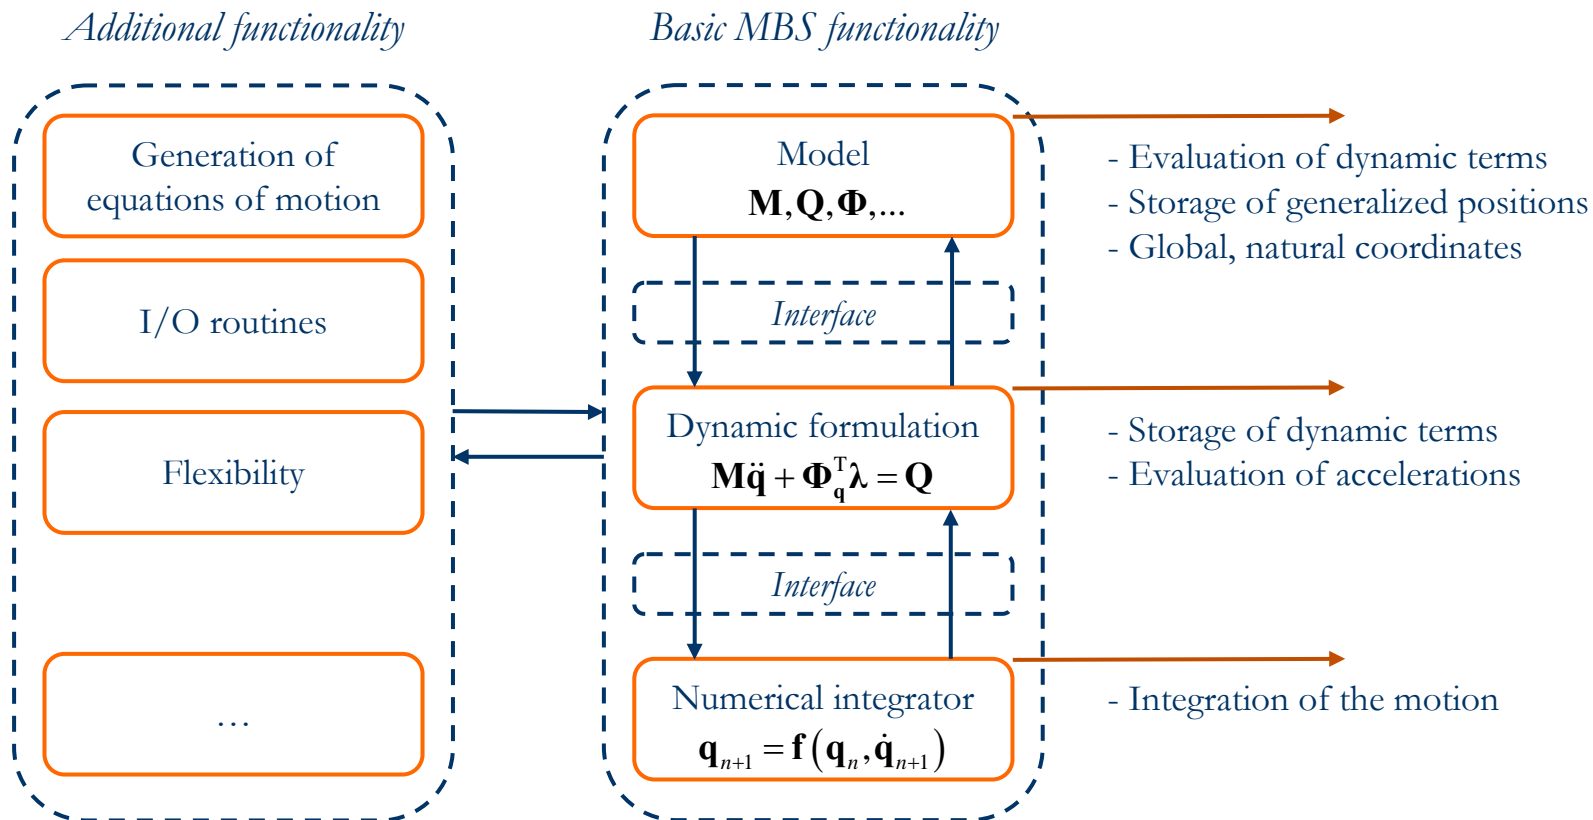 Additional functionality
Generation of
equations of motion
I/O routines
Flexibility
…
Basic MBS functionality
Model
M, Q, Φ,...
Interface
Dynamic formulation
Mq̈ + Φ_q^T λ = Q
Interface
Numerical integrator
q_{n+1} = f(q_n, q̇_{n+1})
- Evaluation of dynamic terms
- Storage of generalized positions
- Global, natural coordinates
- Storage of dynamic terms
- Evaluation of accelerations
- Integration of the motion